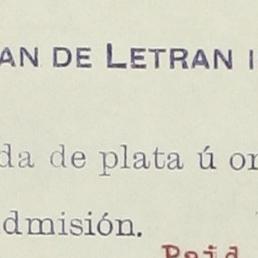 AN DE LETRAN I
da de plata ú or
dmisión.
Paid